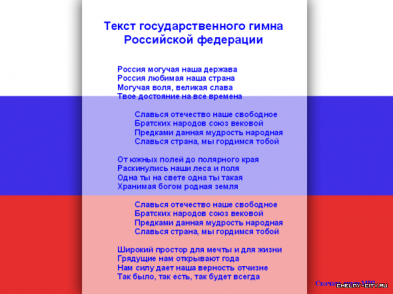 Текст государственного гимна
Российской федерации
Россия могучая наша держава
Россия любимая наша страна
Могучая воля, великая слава
Твое достояние на все времена
Славься отечество наше свободное
Братских народов союз вековой
Предками данная мудрость народная
Славься страна, мы гордимся тобой
От южных полей до полярного края
Раскинулись наши леса и поля
Одна ты на свете одна ты такая
Хранимая богом родная земля
Славься отечество наше свободное
Братских народов союз вековой
Предками данная мудрость народная
Славься страна, мы гордимся тобой
Широкий простор для мечты и для жизни
Грядущие нам открывают года
Нам силу дает наша верность отчизне
Так было, так есть, так будет всегда